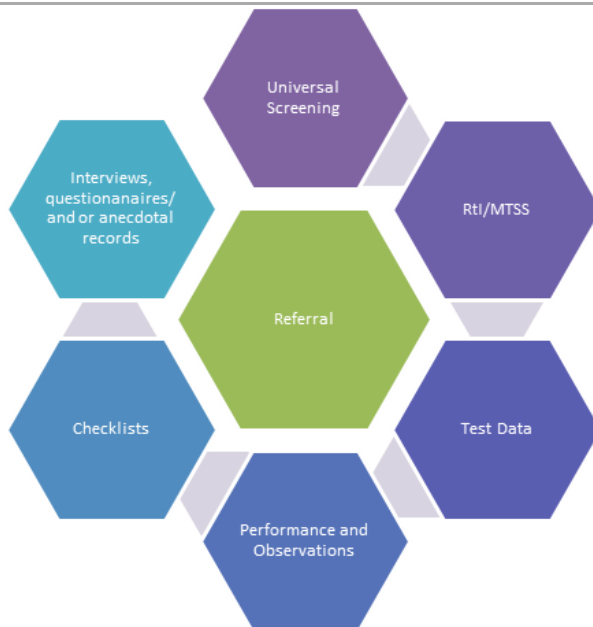 Universal
Screening
Interviews,
questionanaires/
and or anecdotal
records
RtI/MTSS
Referral
Checklists
Test Data
Performance and
Observations